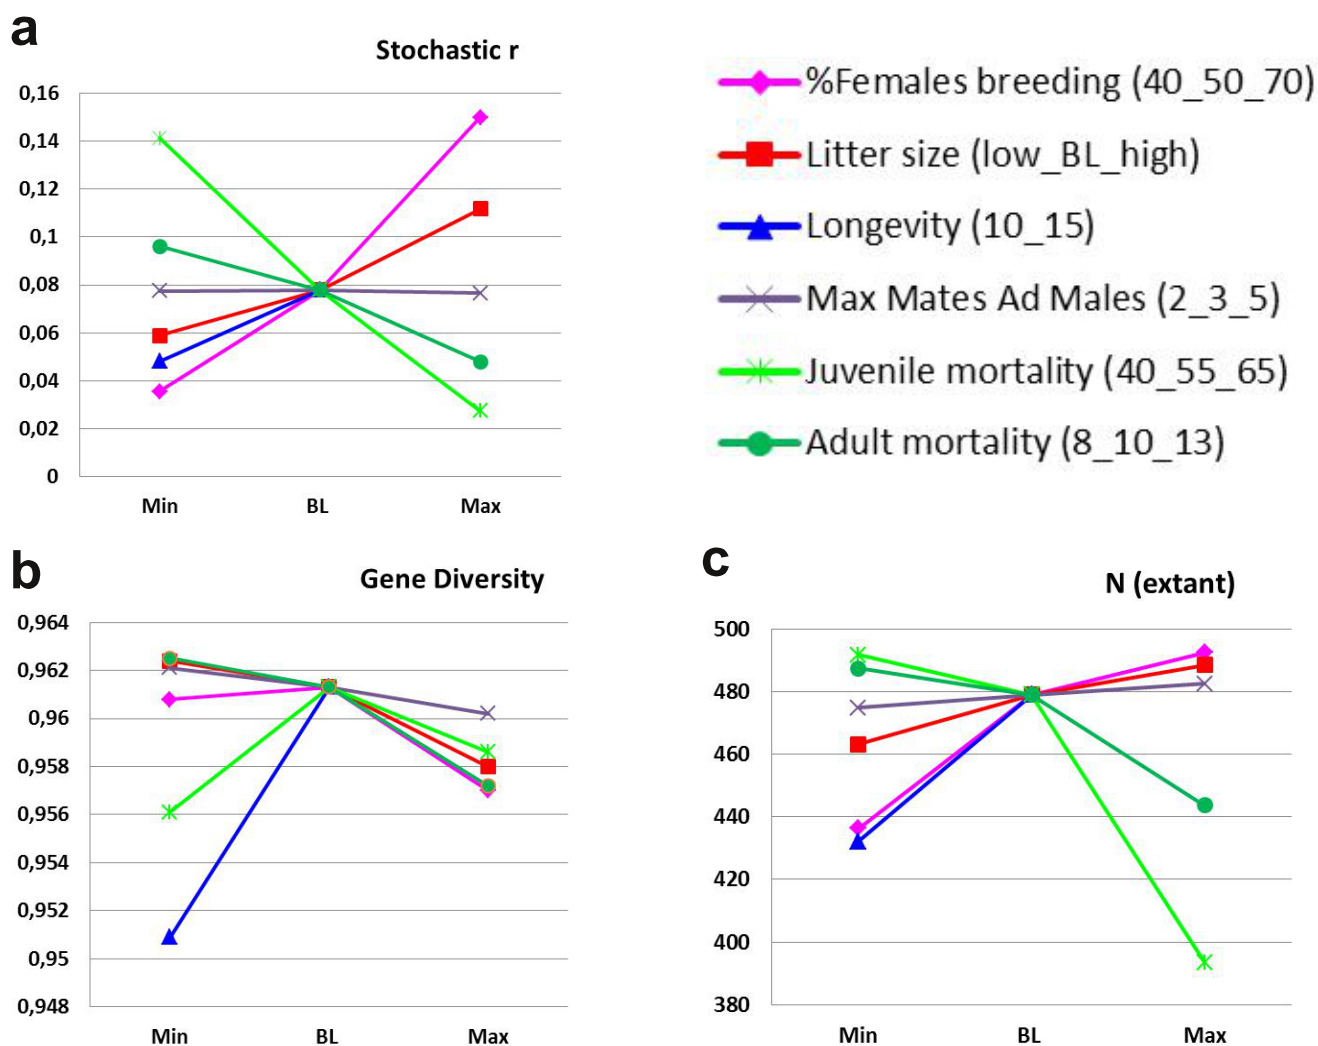 a
Stochastic r
0,16
0,14
0,12
0,1
0,08
0,06
0,04
0,02
0
Min
BL
Max
%Females breeding (40_50_70)
Litter size (low_BL_high)
Longevity (10_15)
Max Mates Ad Males (2_3_5)
Juvenile mortality (40_55_65)
Adult mortality (8_10_13)
b
Gene Diversity
0,964
0,962
0,96
0,958
0,956
0,954
0,952
0,95
0,948
Min
BL
Max
c
N (extant)
500
480
460
440
420
400
380
Min
BL
Max